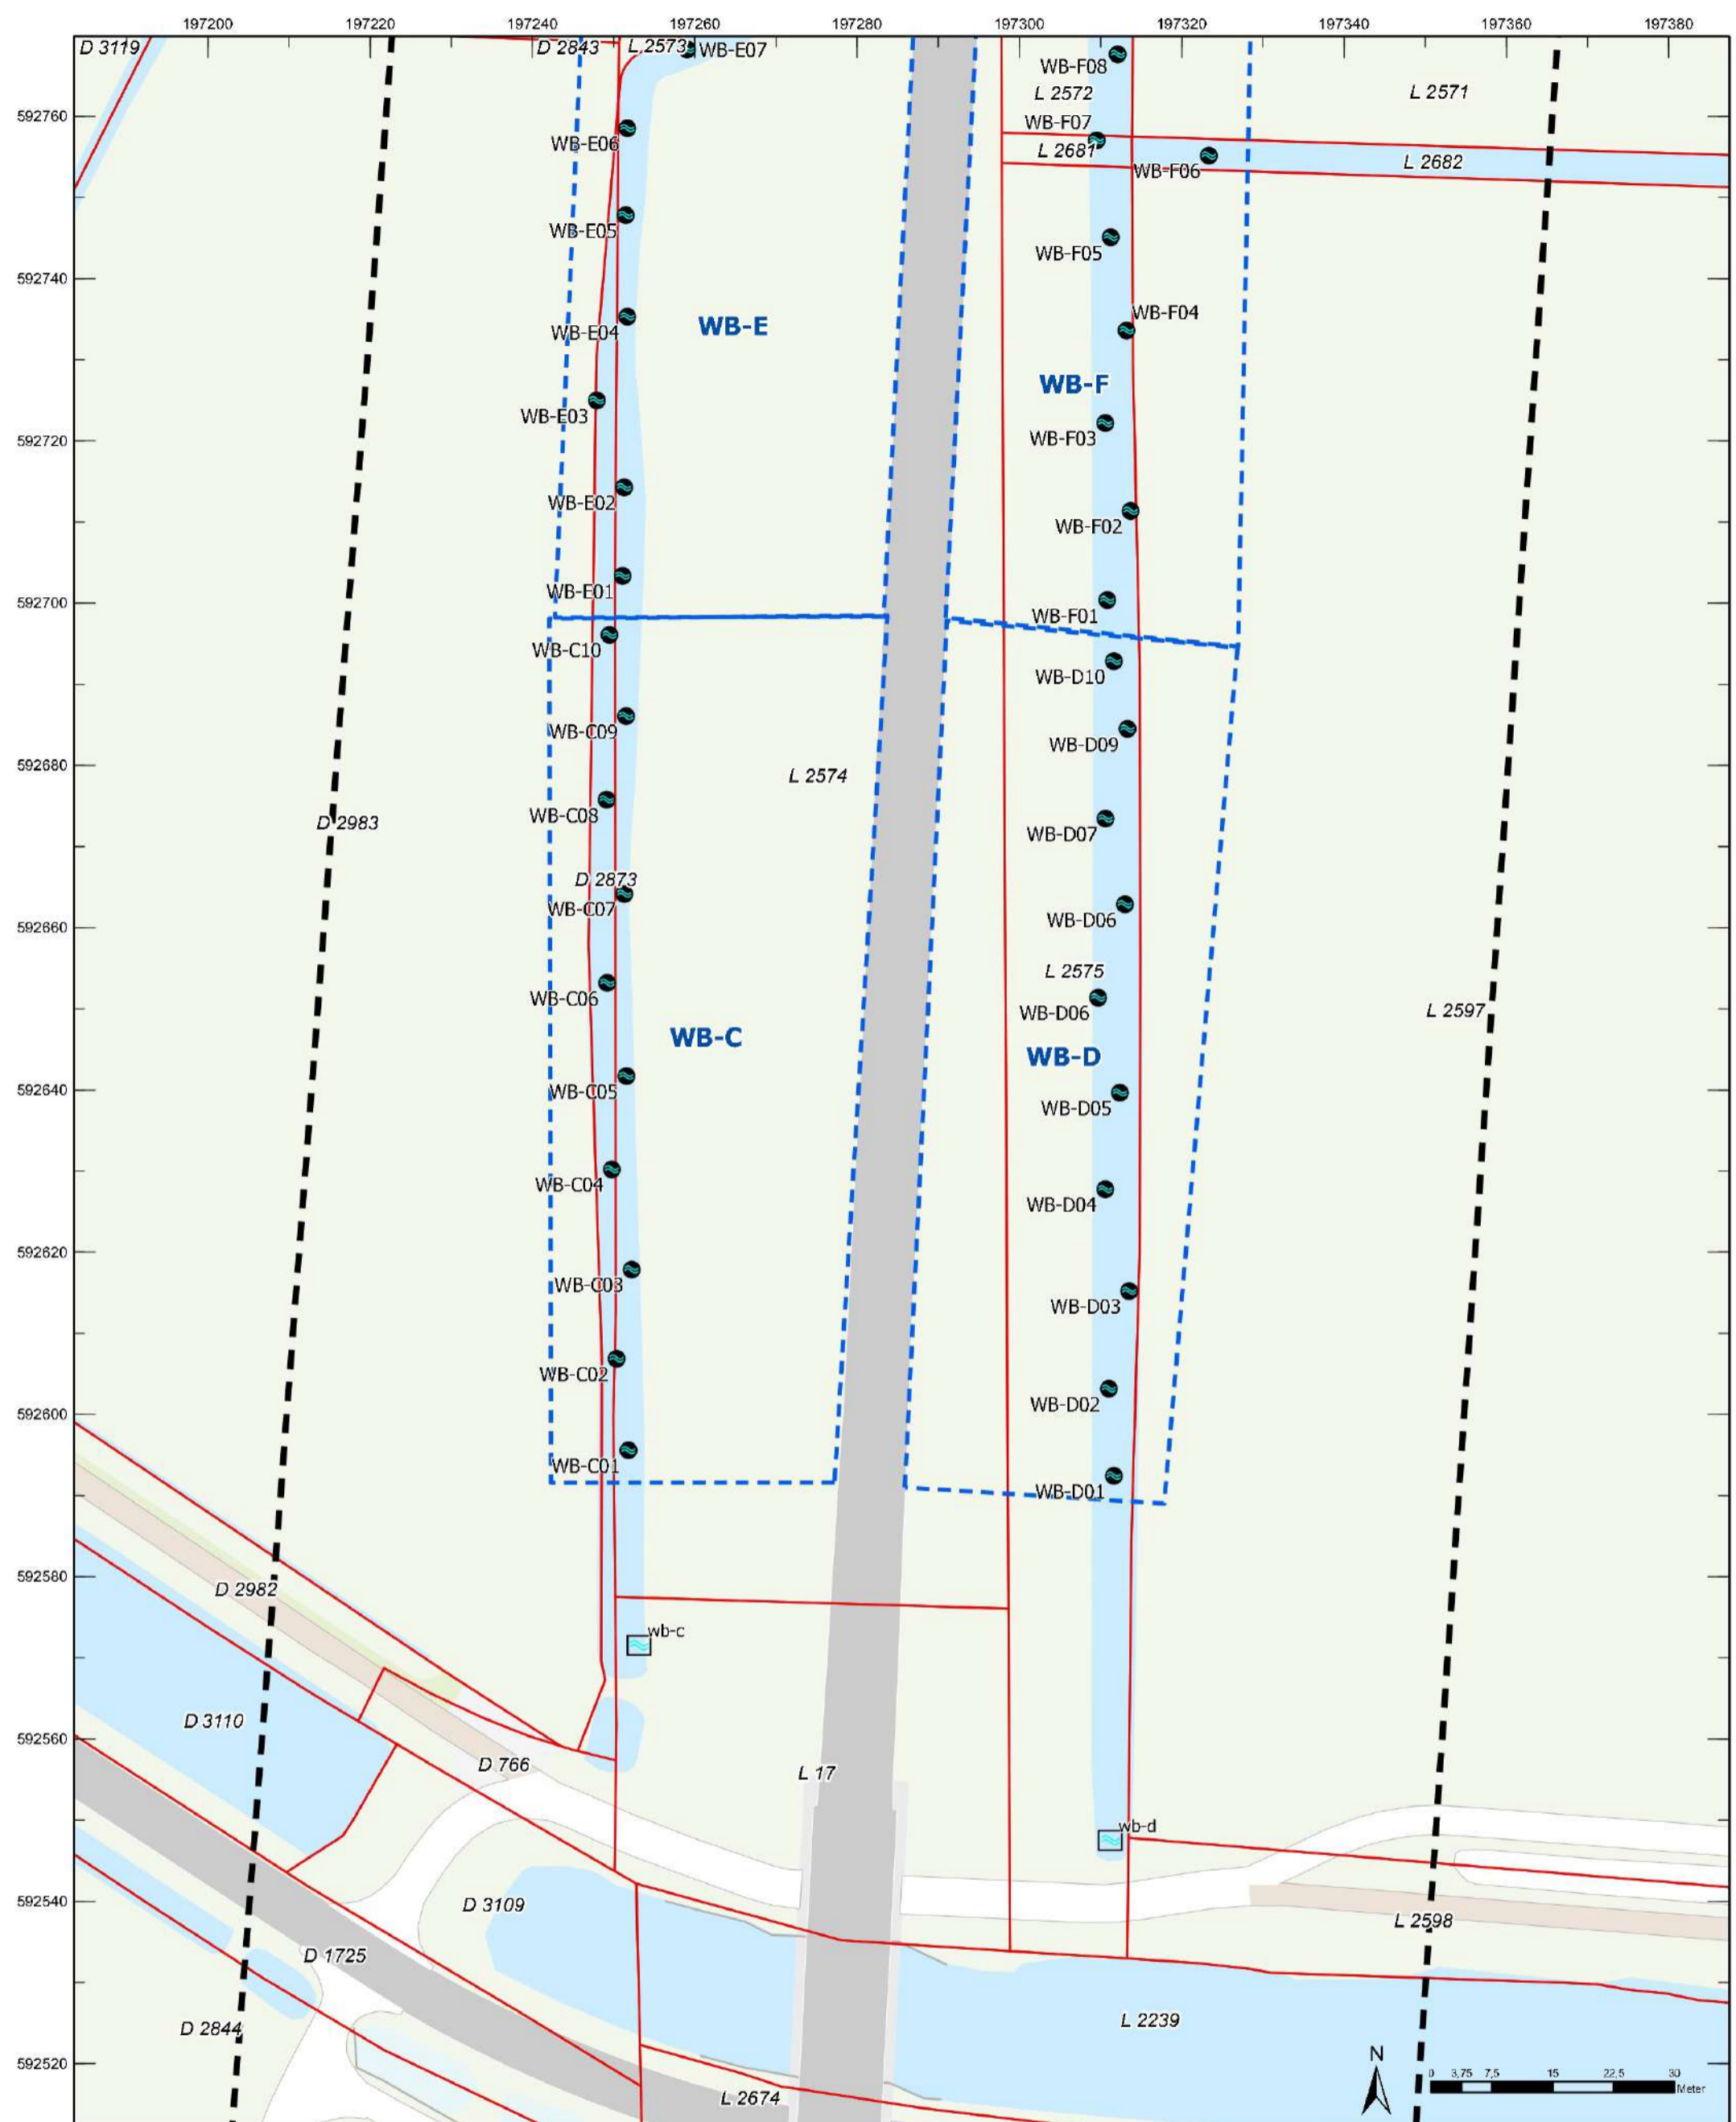 197200 197220 197240 197260 197280 197300 197320 197340 197360 197380
D 3119
D 2843
L 2573
WB-E07
WB-F08
L 2572
L 2571
592760
WB-F07
WB-E06
L 2681
L 2682
WB-F06
WB-E05
WB-F05
592740
WB-F04
WB-E04
WB-E
WB-F
WB-E03
592720
WB-F03
WB-E02
WB-F02
WB-E01
592700
WB-F01
WB-C10
WB-D10
WB-C09
WB-D09
592680
L 2574
WB-C08
D 2983
WB-D07
D 2873
WB-C07
WB-D06
592660
L 2575
WB-C06
WB-D06
L 2597
WB-C
WB-D
592640
WB-C05
WB-D05
WB-C04
WB-D04
592620
WB-C03
WB-D03
WB-C02
WB-D02
592600
WB-C01
WB-D01
592580
D 2982
wb-c
D 3110
592560
D 766
L 17
wb-d
592540
D 3109
L 2598
D 1725
L 2239
D 2844
N
592520
0 3,75 7,5 15 22,5 30
Meter
L 2674